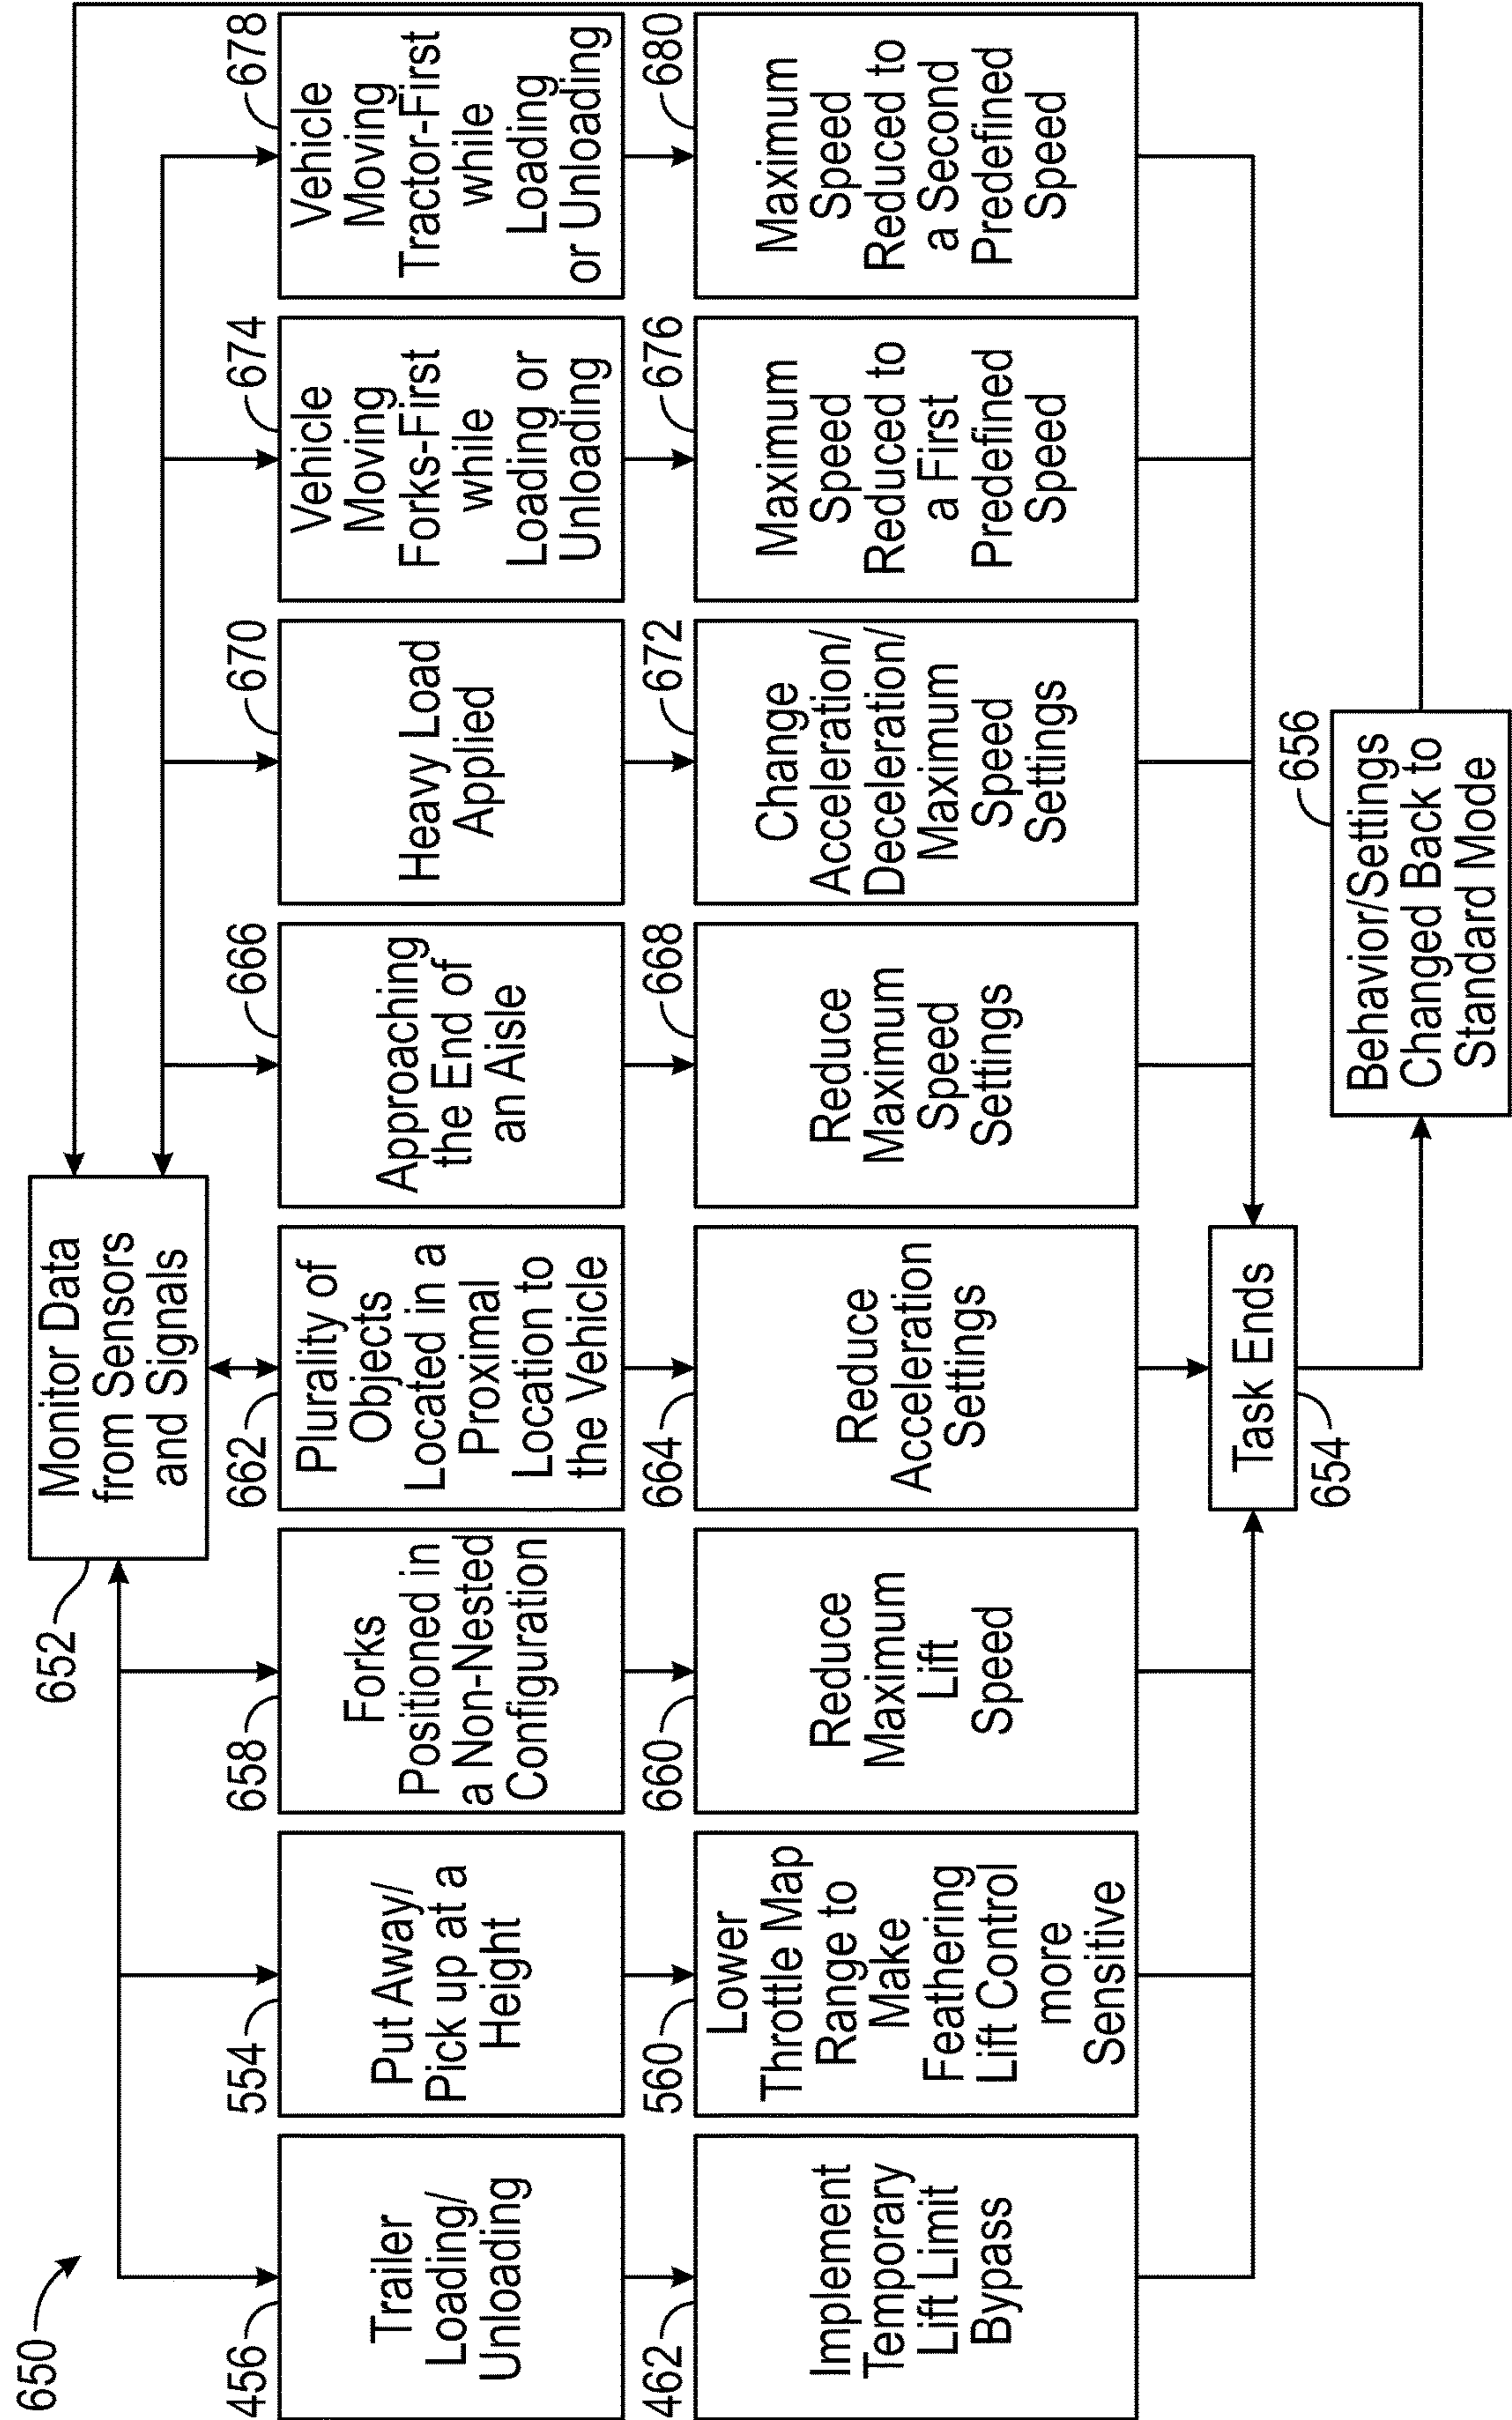 650
652
Monitor Data
from Sensors
and Signals
456
Trailer
Loading/
Unloading
554
Put Away/
Pick up at a
Height
658
Forks
Positioned in
a Non-Nested
Configuration
662
Plurality of
Objects
Located in a
Proximal
Location to
the Vehicle
666
Approaching
the End of
an Aisle
670
Heavy Load
Applied
674
Vehicle
Moving
Forks-First
while
Loading or
Unloading
678
Vehicle
Moving
Tractor-First
while
Loading
or Unloading
462
Implement
Temporary
Lift Limit
Bypass
560
Lower
Throttle Map
Range to
Make
Feathering
Lift Control
more
Sensitive
660
Reduce
Maximum
Lift
Speed
664
Reduce
Acceleration
Settings
668
Reduce
Maximum
Speed
Settings
672
Change
Acceleration/
Deceleration/
Maximum
Speed
Settings
676
Maximum
Speed
Reduced to
a First
Predefined
Speed
680
Maximum
Speed
Reduced to
a Second
Predefined
Speed
Task Ends
654
656
Behavior/Settings
Changed Back to
Standard Mode